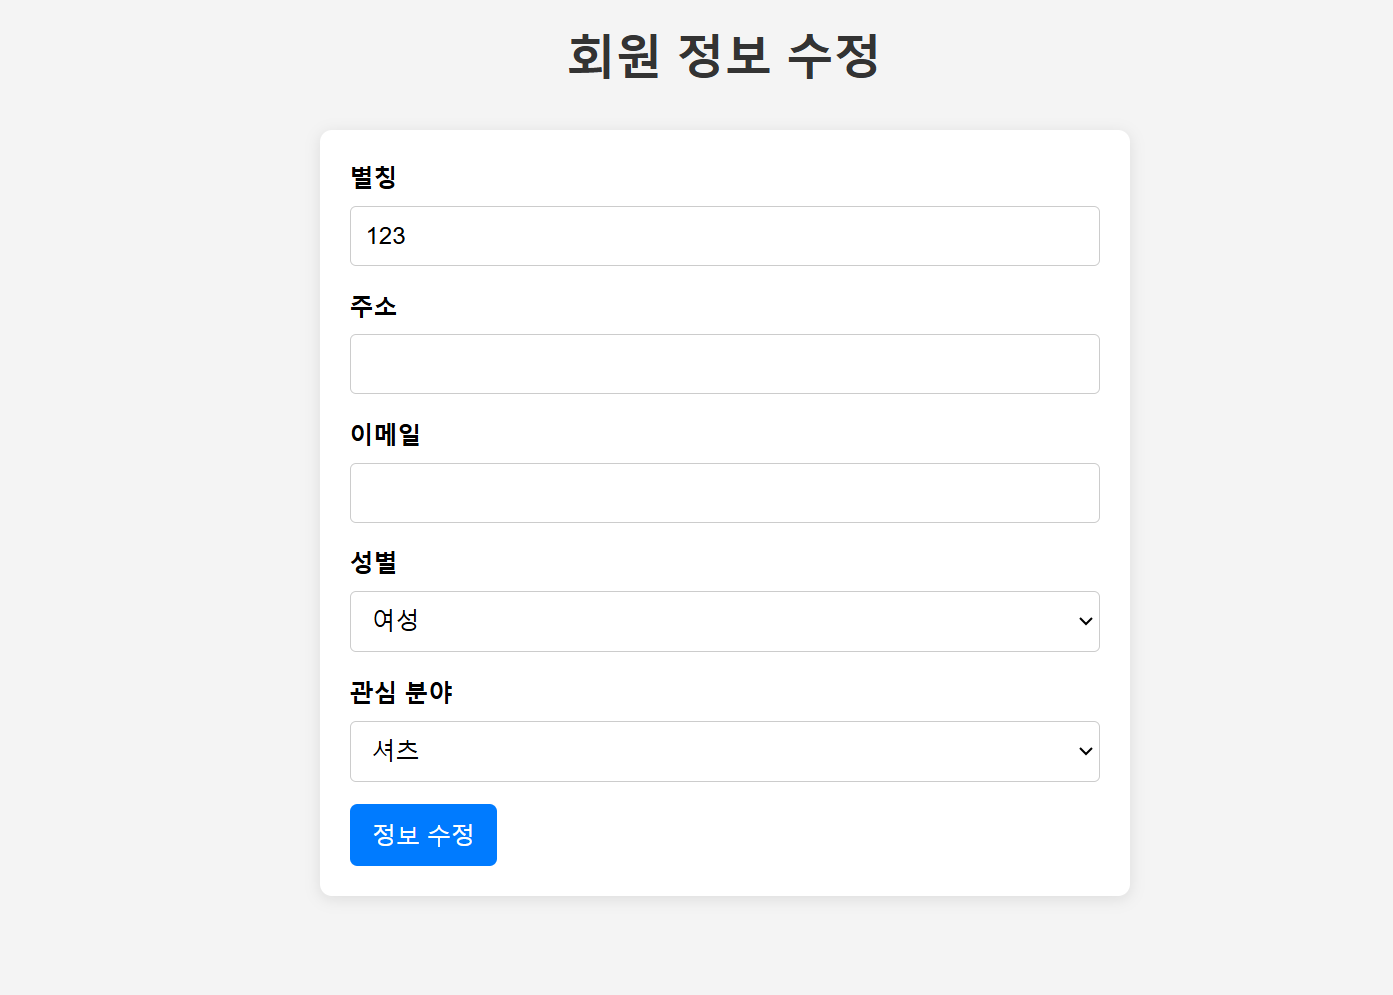 회원 정보 수정
별칭
123
주소
이메일
성별
여성
관심 분야
셔츠
정보 수정